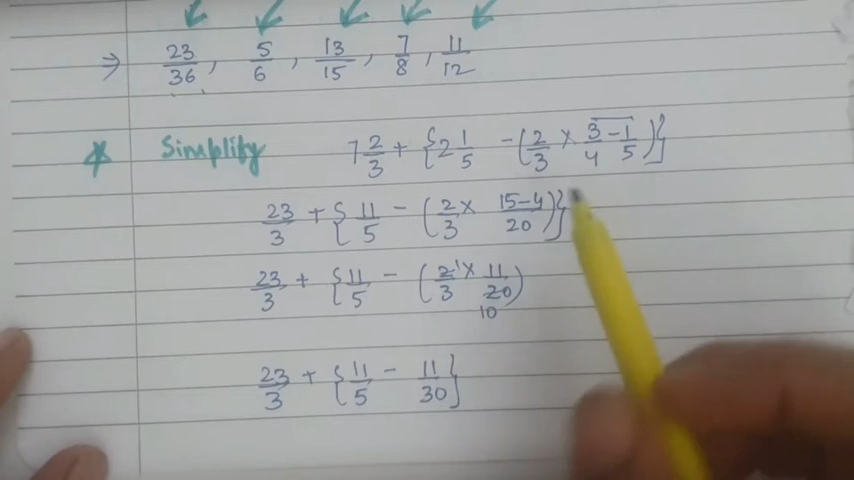 ⇒ 23/36, 5/6, 13/15, 7/8, 11/12
* Simplify 7 2/3 + {2 1/5 - (2/3 × 3/4 - 1/5)}
23/3 + {11/5 - (2/3 × 15-4/20)}
23/3 + {11/5 - (2/3 1 × 11/20 10)
23/3 + {11/5 - 11/30}